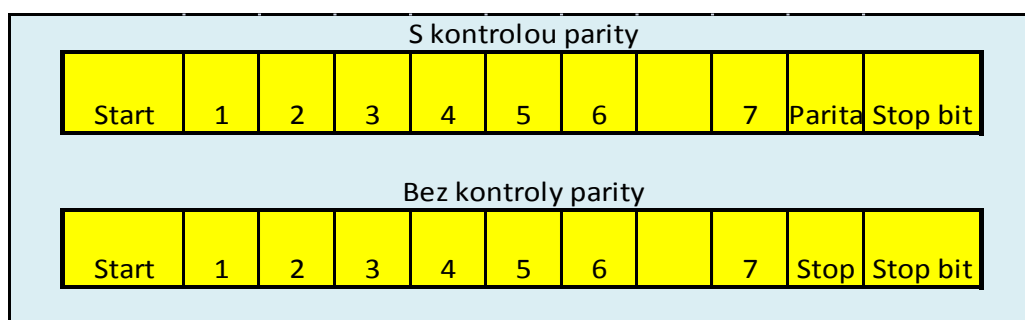 S kontrolou parity
Start 1 2 3 4 5 6 7 Parita Stop bit
Bez kontroly parity
Start 1 2 3 4 5 6 7 Stop Stop bit